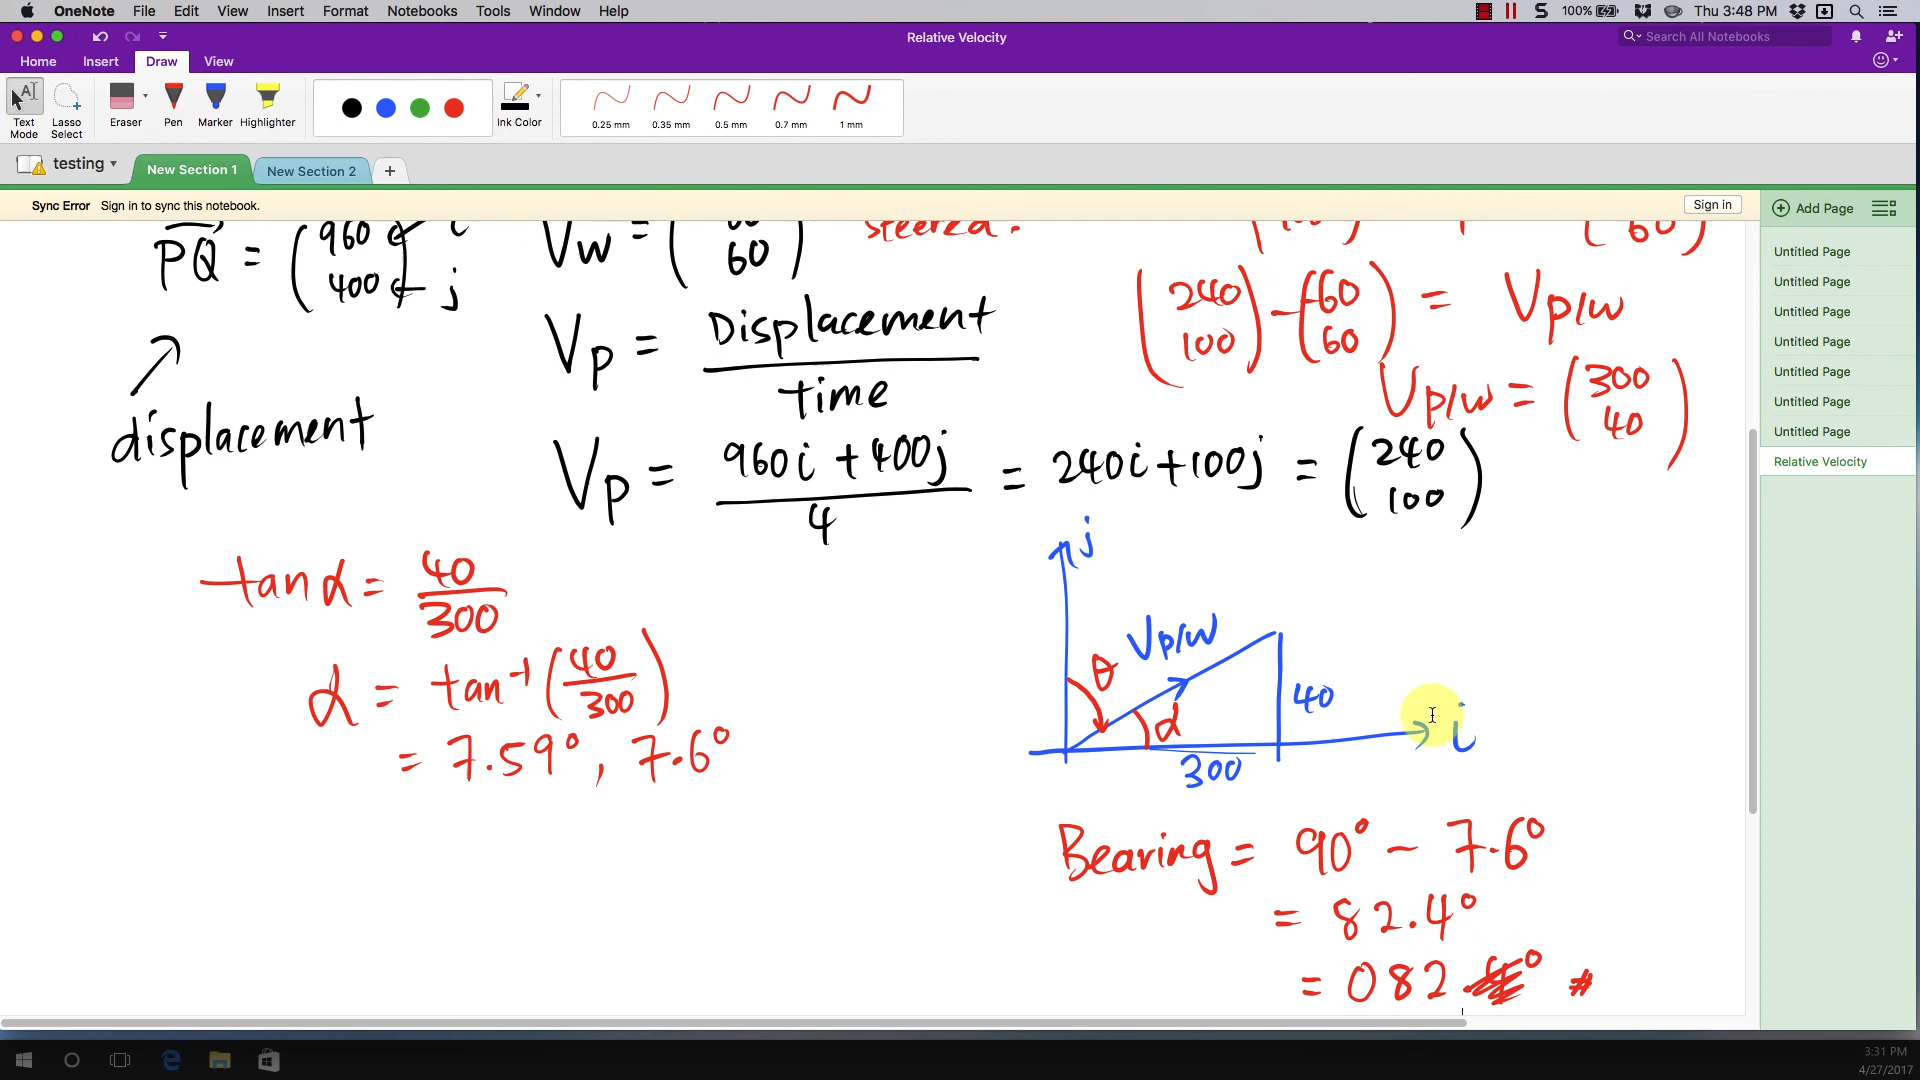 OneNote File Edit View Insert Format Notebooks Tools Window Help
100% Thu 3:48 PM
Relative Velocity
Search All Notebooks
Home Insert Draw View
Text Mode
Lasso Select
Eraser
Pen
Marker
Highlighter
Ink Color
0.25 mm
0.35 mm
0.5 mm
0.7 mm
1 mm
testing
New Section 1
New Section 2
+
Sync Error Sign in to sync this notebook.
Sign in
Add Page
Untitled Page
Untitled Page
Untitled Page
Untitled Page
Untitled Page
Untitled Page
Untitled Page
Relative Velocity
PQ = (960 ← i
400 ← j
displacement
Vw = ( 60 )
steered.
Vp = Displacement / time
(240 100) - (-60 60) = Vp/w
Vp/w = (300 40)
Vp = 960i + 400j / 4 = 240i + 100j = (240 100)
tan α = 40/300
α = tan⁻¹ (40/300)
= 7.59°, 7.6°
j
Vp/w
θ
α
40
300
i
Bearing = 90° - 7.6°
= 82.4°
= 082 ° #
3:31 PM
4/27/2017